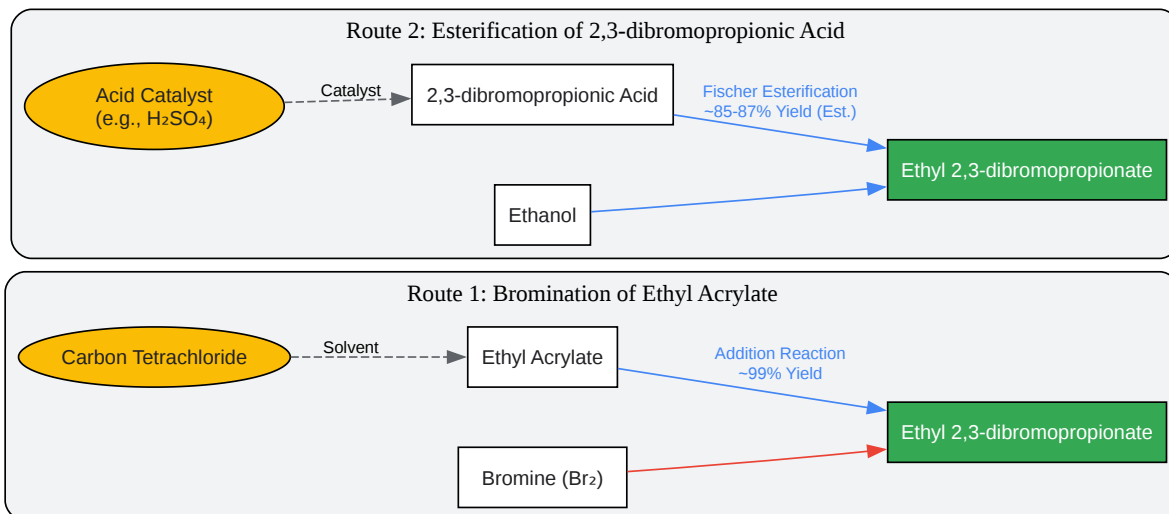 Route 2: Esterification of 2,3-dibromopropionic Acid
Acid Catalyst
(e.g., H₂SO₄)
Catalyst
2,3-dibromopropionic Acid
Fischer Esterification
~85-87% Yield (Est.)
Ethyl 2,3-dibromopropionate
Ethanol
Route 1: Bromination of Ethyl Acrylate
Carbon Tetrachloride
Solvent
Ethyl Acrylate
Addition Reaction
~99% Yield
Ethyl 2,3-dibromopropionate
Bromine (Br₂)